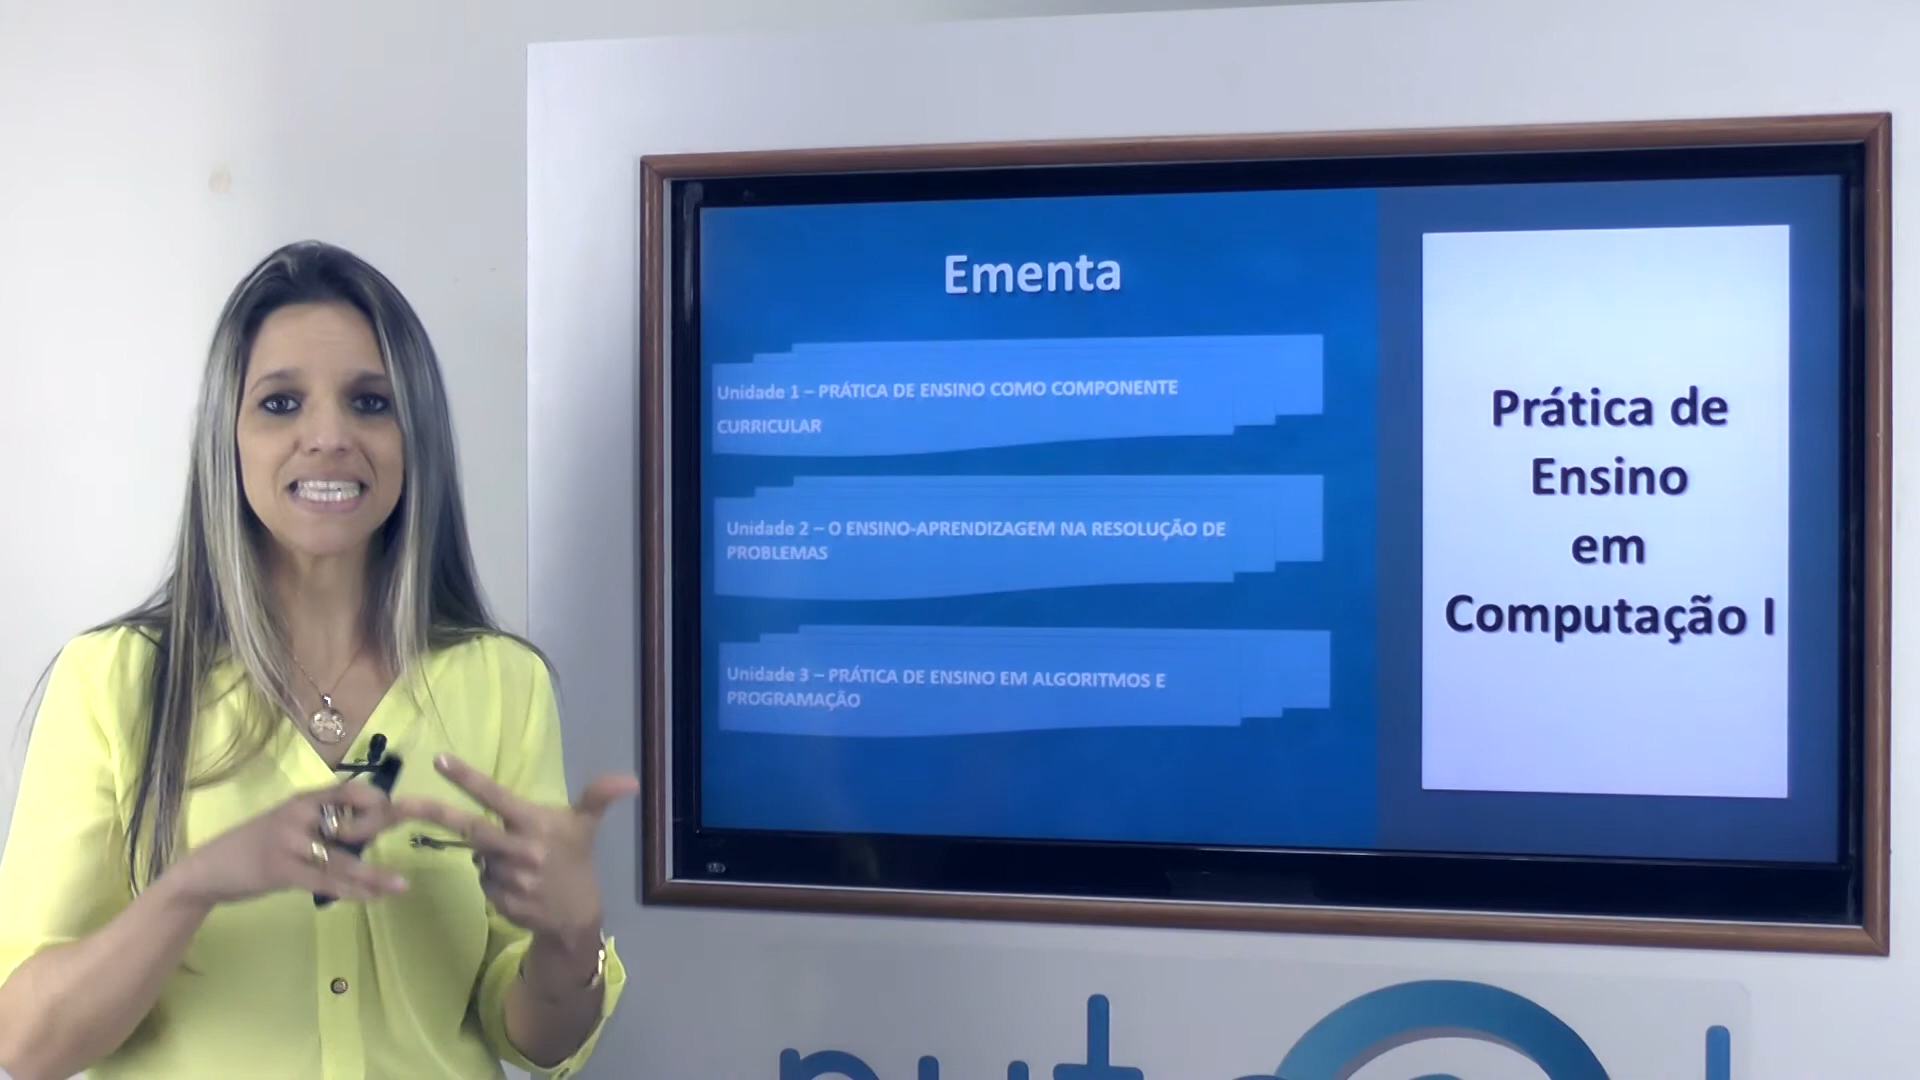 Ementa
Unidade 1 – PRÁTICA DE ENSINO COMO COMPONENTE
CURRICULAR
Unidade 2 – O ENSINO-APRENDIZAGEM NA RESOLUÇÃO DE
PROBLEMAS
Unidade 3 – PRÁTICA DE ENSINO EM ALGORITMOS E
PROGRAMAÇÃO
Prática de
Ensino
em
Computação I